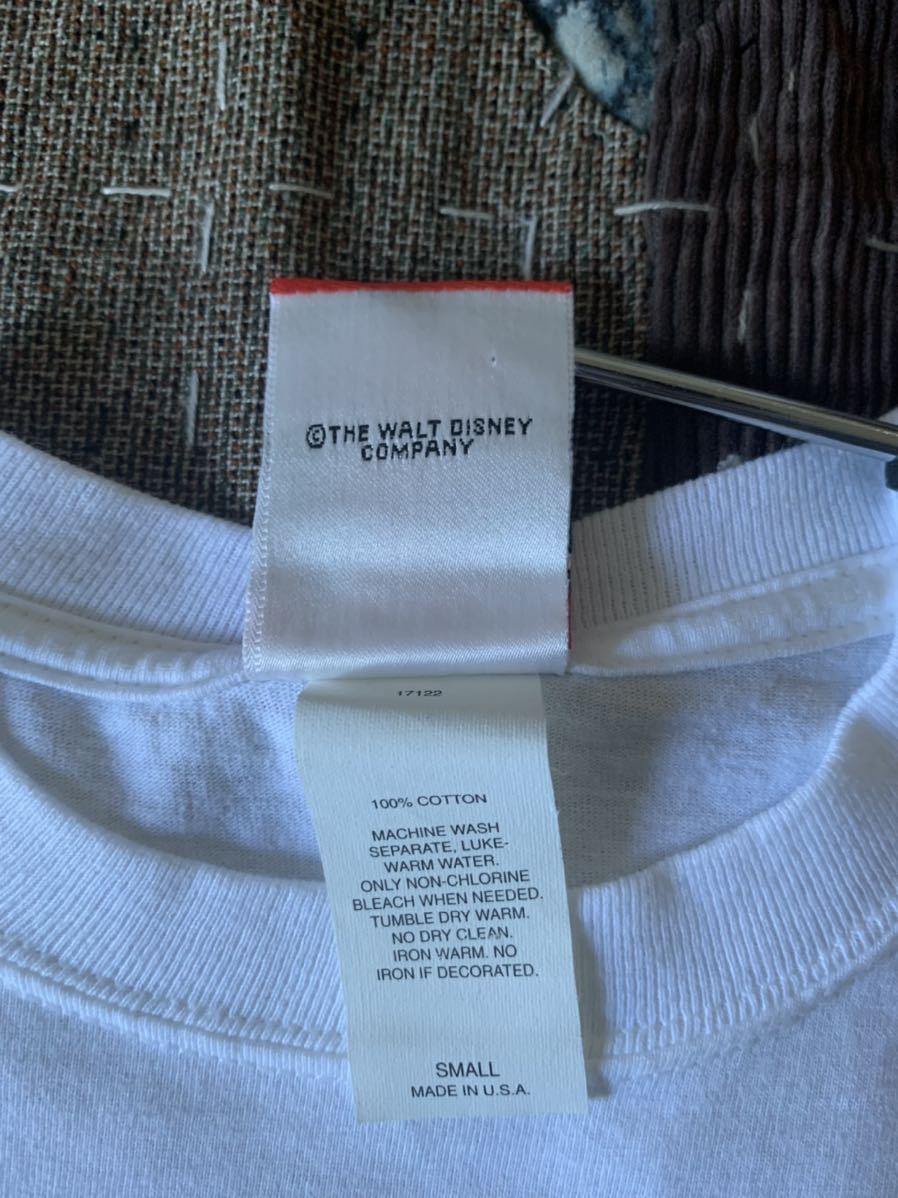 ©THE WALT DISNEY
COMPANY
17122
100% COTTON
MACHINE WASH
SEPARATE, LUKE-
WARM WATER.
ONLY NON-CHLORINE
BLEACH WHEN NEEDED.
TUMBLE DRY WARM.
NO DRY CLEAN.
IRON WARM. NO
IRON IF DECORATED.
SMALL
MADE IN U.S.A.